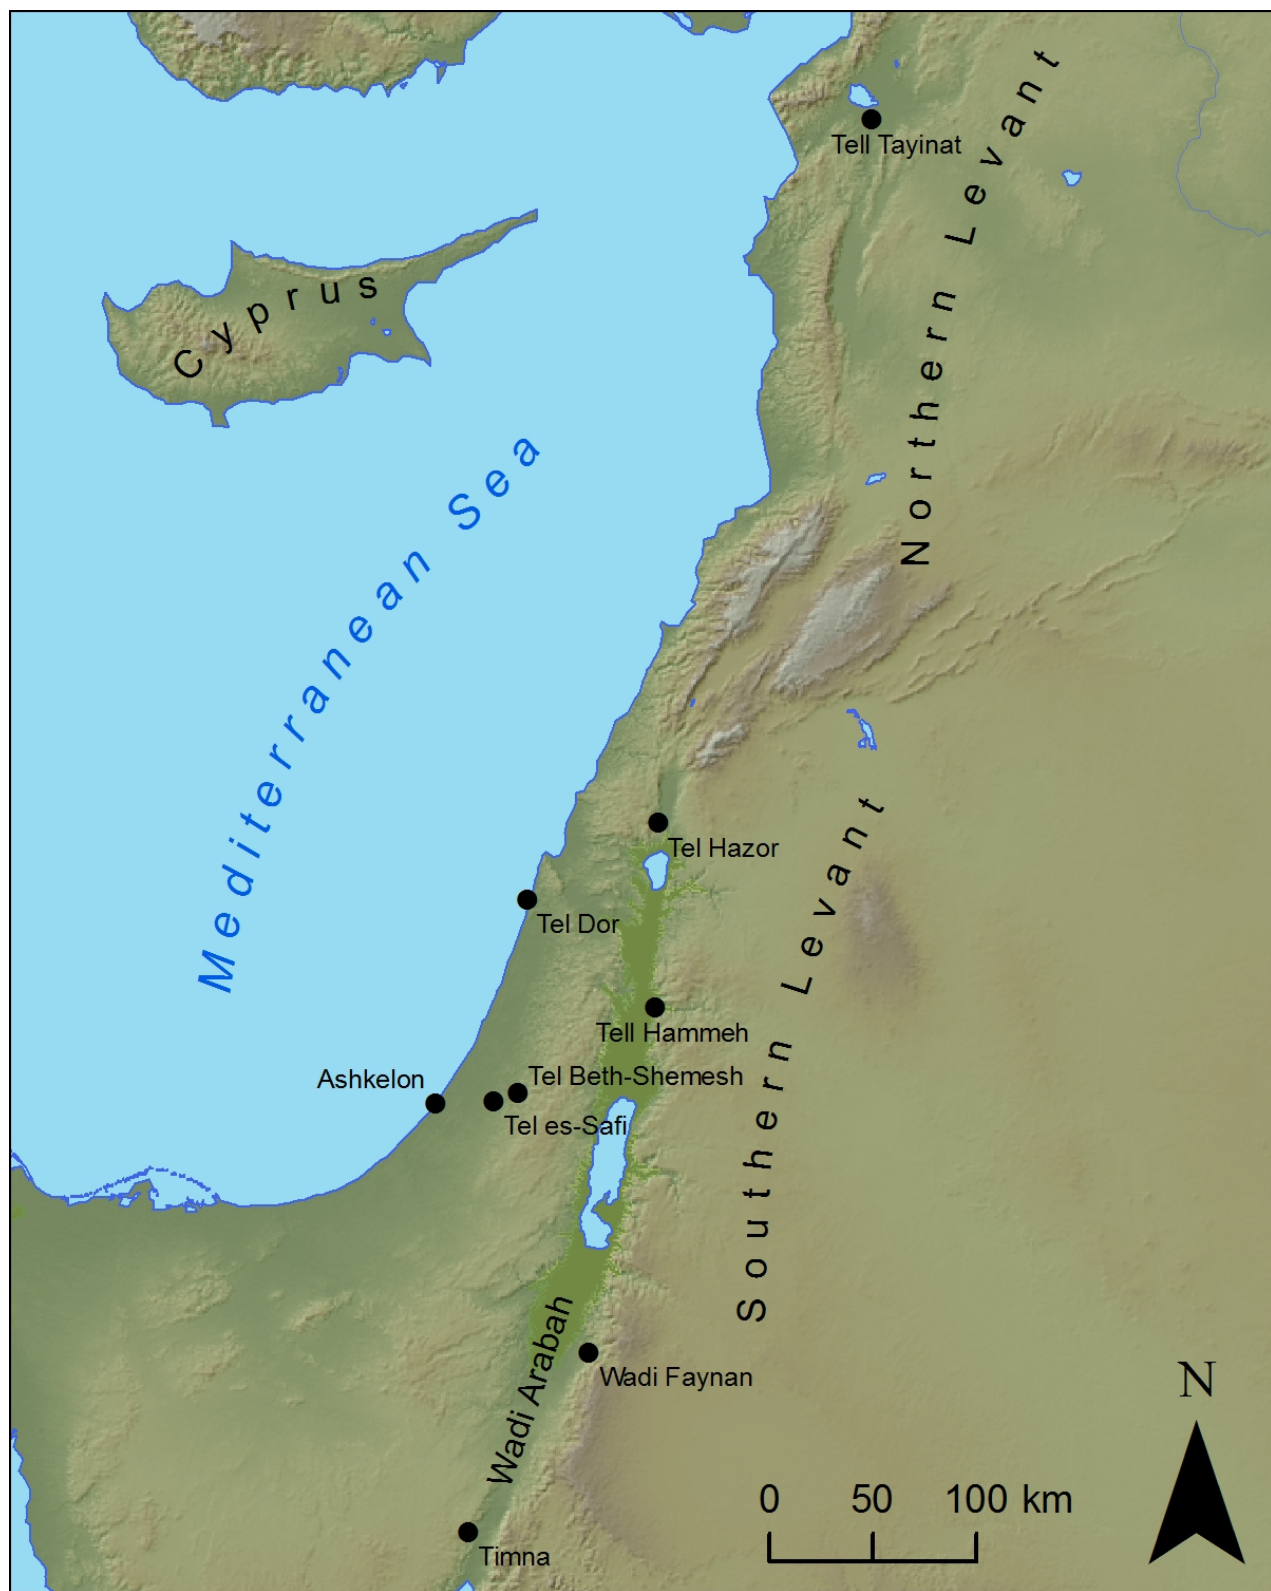 Tell Tayinat
Northern Levant
Cyprus
Mediterranean Sea
Tel Hazor
Southern Levant
Tel Dor
Tell Hammeh
Ashkelon
Tel Beth-Shemesh
Tel es-Safi
Wadi Arabah
Wadi Faynan
N
0 50 100 km
Timna